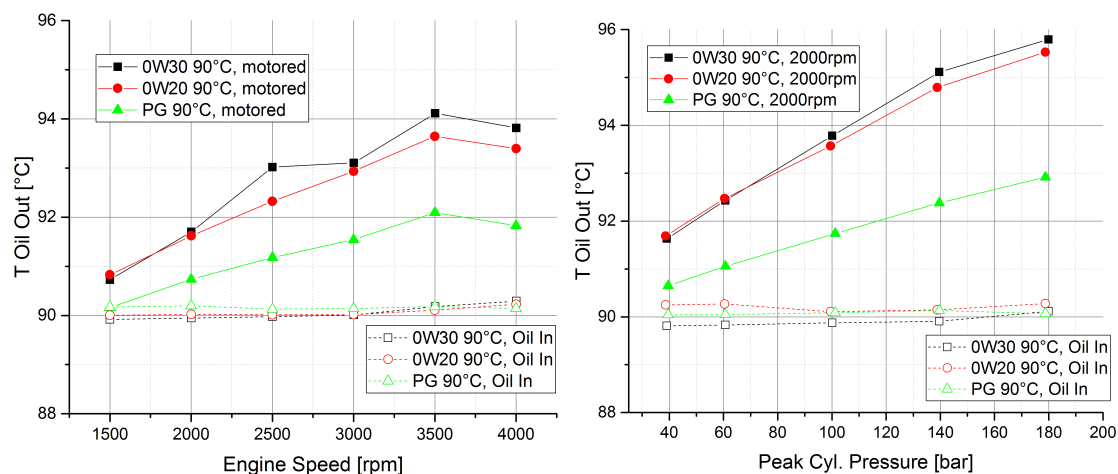 96
94
92
90
88
T Oil Out [°C]
0W30 90°C, motored
0W20 90°C, motored
PG 90°C, motored
0W30 90°C, Oil In
0W20 90°C, Oil In
PG 90°C, Oil In
1500 2000 2500 3000 3500 4000
Engine Speed [rpm]
96
94
92
90
88
T Oil Out [°C]
0W30 90°C, 2000rpm
0W20 90°C, 2000rpm
PG 90°C, 2000rpm
0W30 90°C, Oil In
0W20 90°C, Oil In
PG 90°C, Oil In
40 60 80 100 120 140 160 180 200
Peak Cyl. Pressure [bar]